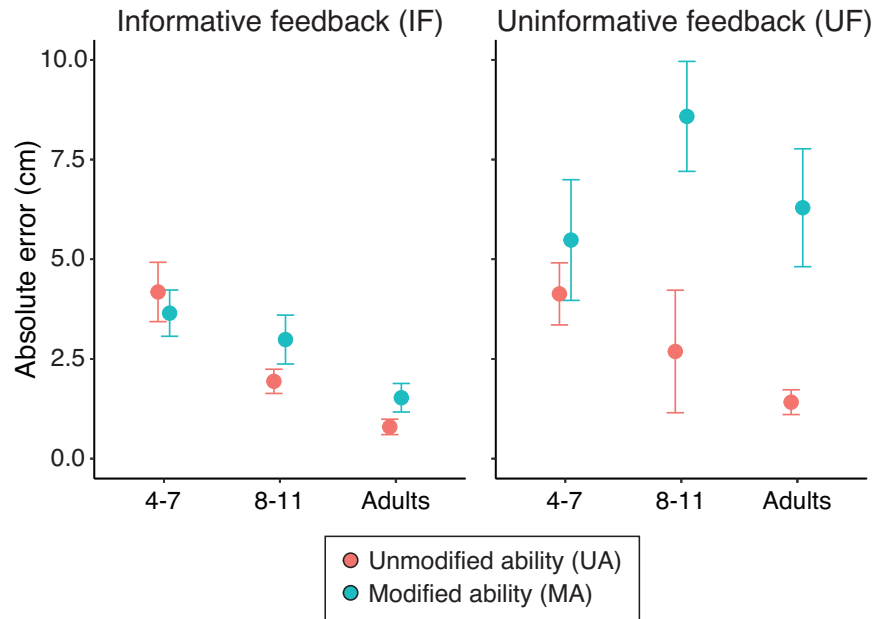 Informative feedback (IF)
Uninformative feedback (UF)
Absolute error (cm)
10.0
7.5
5.0
2.5
0.0
4-7
8-11
Adults
4-7
8-11
Adults
Unmodified ability (UA)
Modified ability (MA)